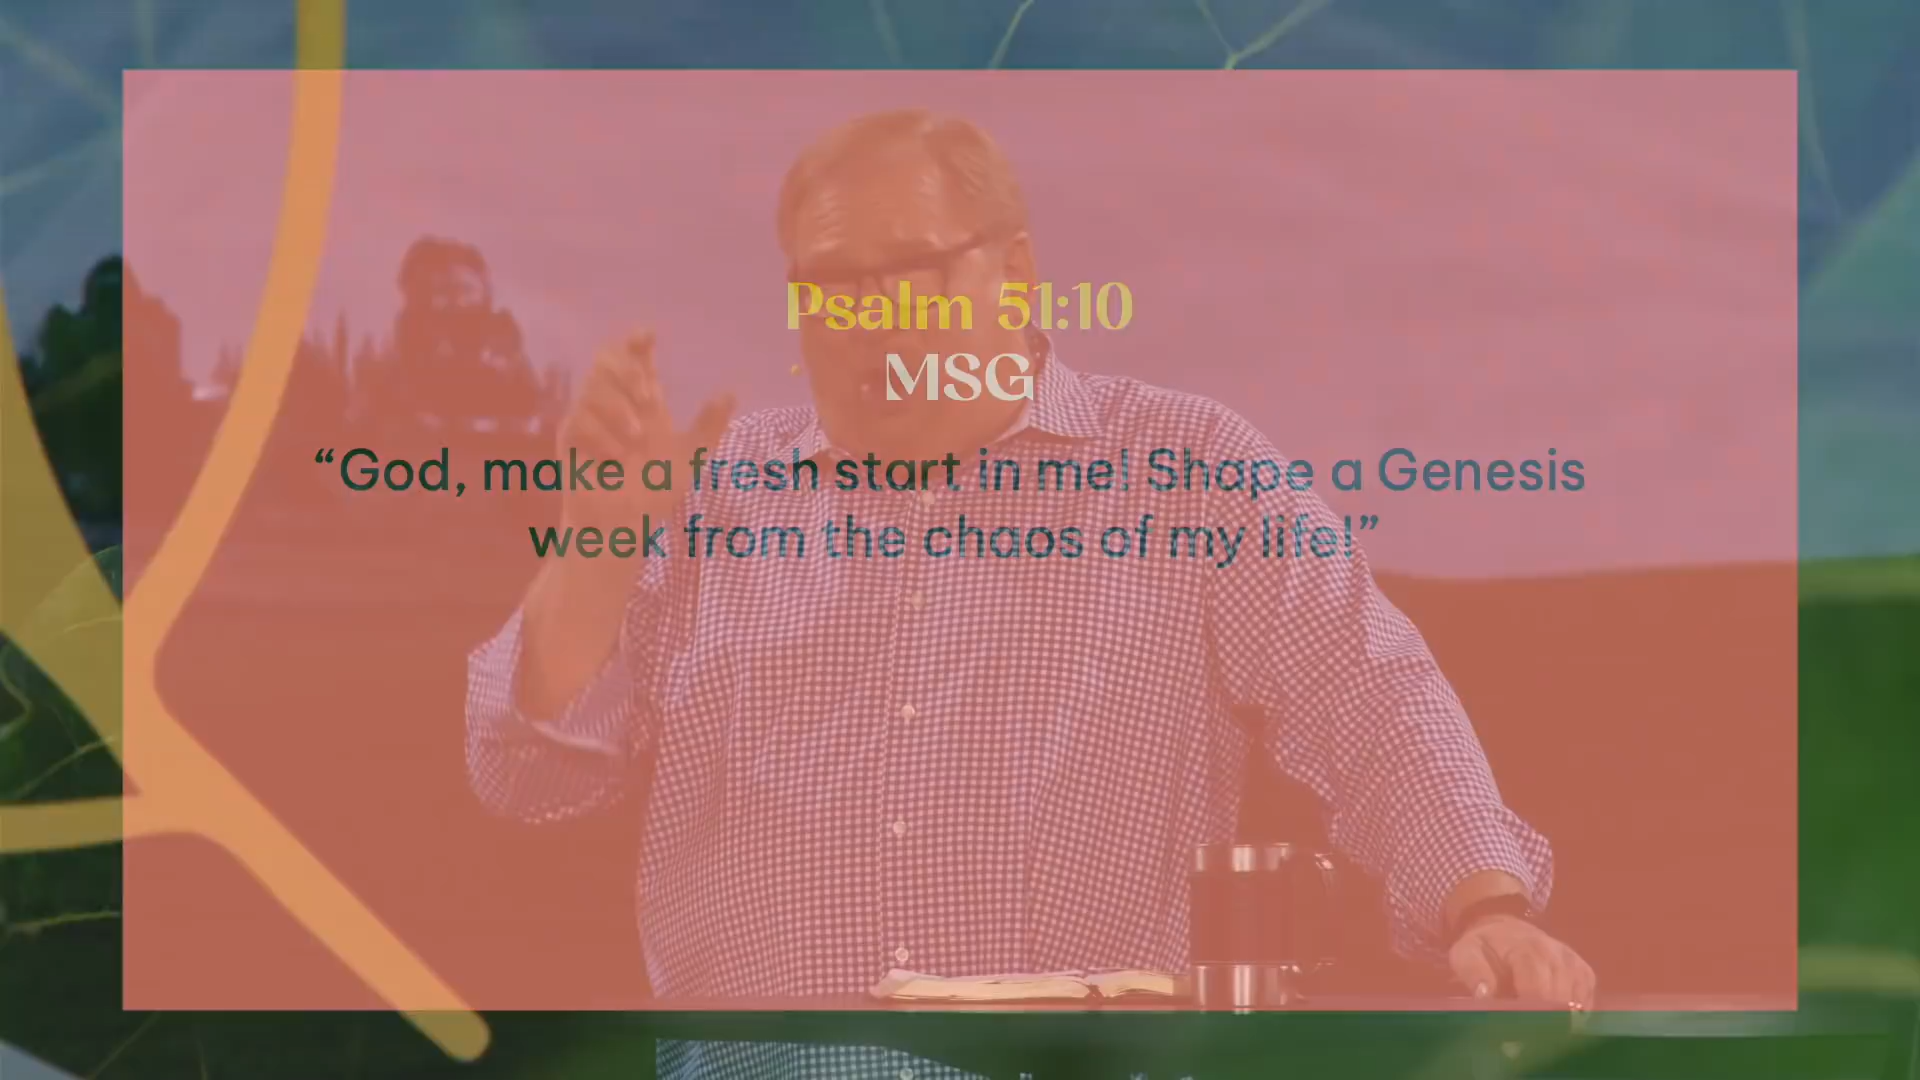 Psalm 51:10
MSG
“God, make a fresh start in me! Shape a Genesis
week from the chaos of my life!”